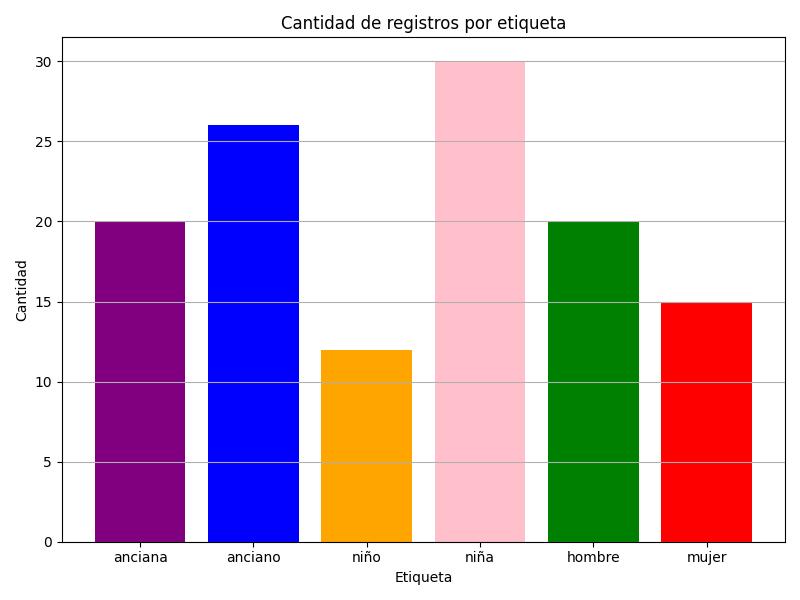 Cantidad de registros por etiqueta
30
25
20
15
10
5
0
Cantidad
anciana anciano niño niña hombre mujer
Etiqueta